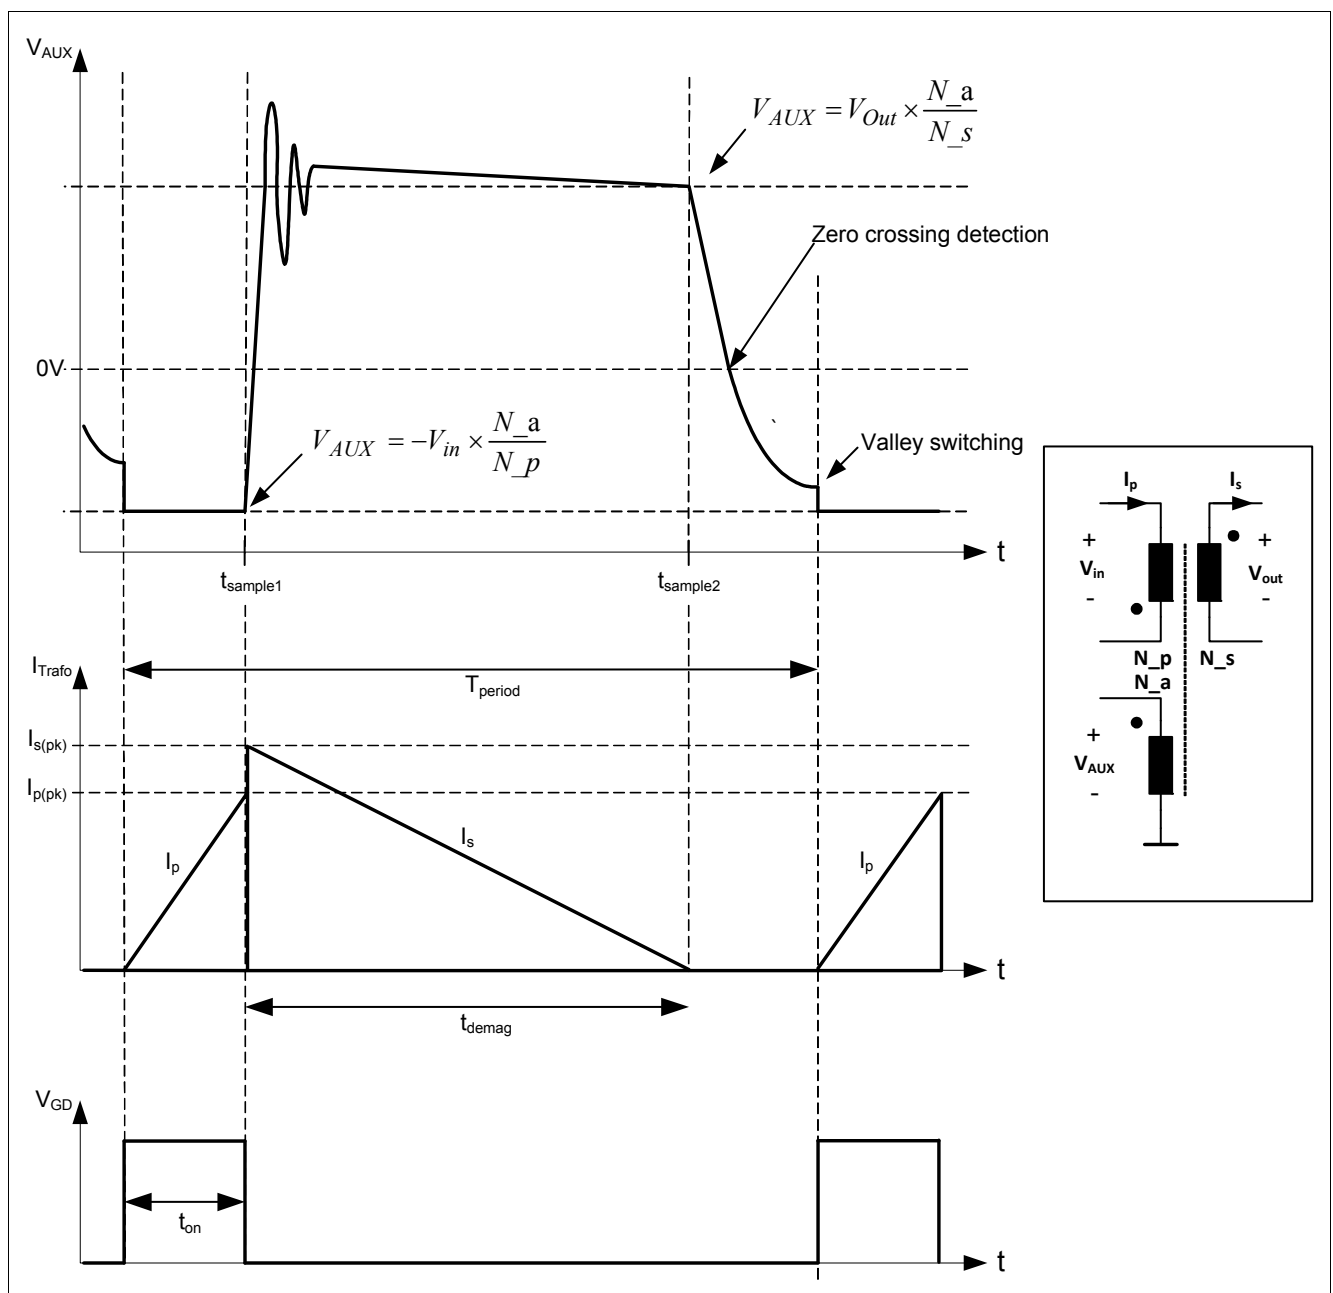 V_AUX
V_AUX = V_Out × N_a / N_s
Zero crossing detection
0V
V_AUX = −V_in × N_a / N_p
Valley switching
t
t_sample1
t_sample2
I_p I_s
+ +
V_in V_out
- -
N_p N_s
N_a
+
V_AUX
-
I_Trafo
T_period
I_s(pk)
I_p(pk)
I_p
I_s
I_p
t
t_demag
V_GD
t_on
t